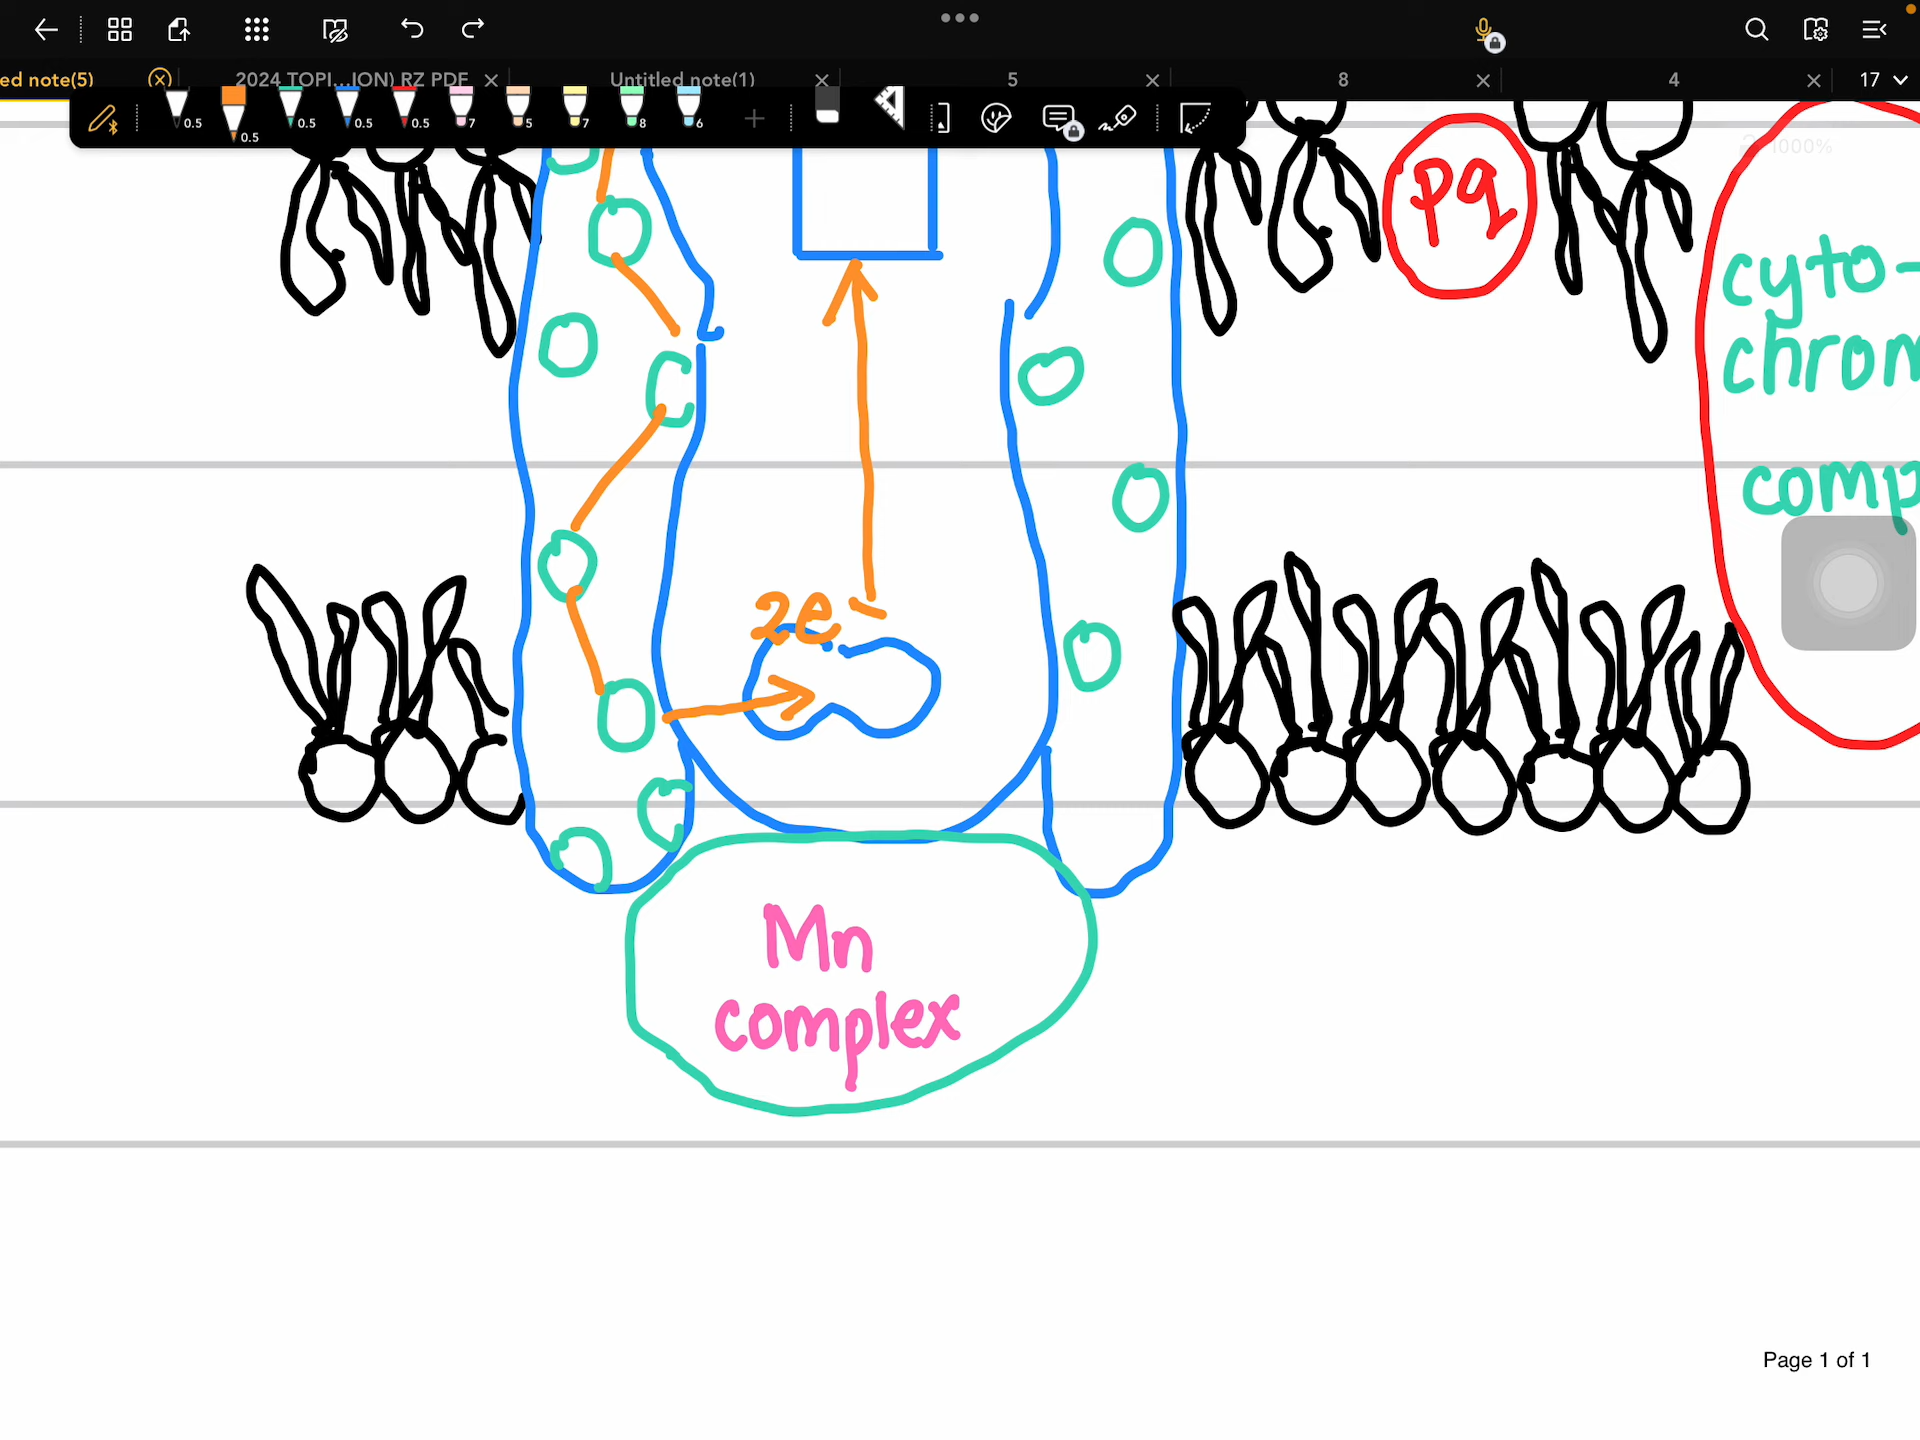 ed note(5)
2024 TOPI...ION) RZ PDF
Untitled note(1)
5
8
4
17
0.5
0.5
0.5
0.5
0.5
7
5
7
8
6
1000%
pq
cyto-
chrom
comp
2e-
Mn
complex
Page 1 of 1